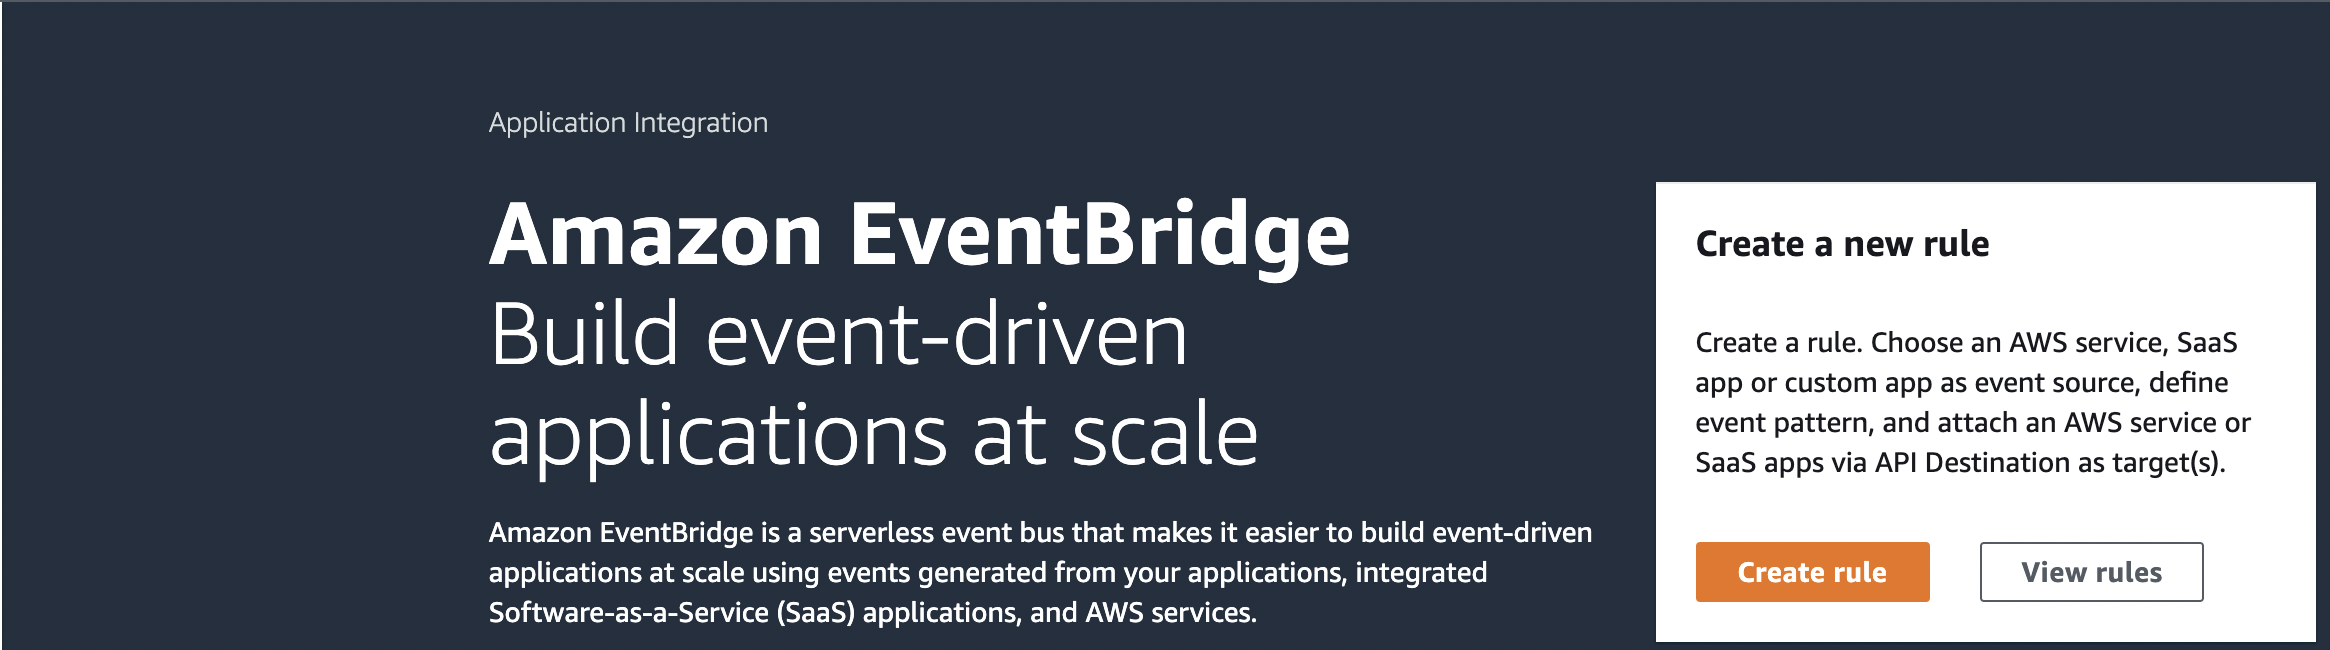 Application Integration
Amazon EventBridge
Build event-driven
applications at scale
Amazon EventBridge is a serverless event bus that makes it easier to build event-driven
applications at scale using events generated from your applications, integrated
Software-as-a-Service (SaaS) applications, and AWS services.
Create a new rule
Create a rule. Choose an AWS service, SaaS
app or custom app as event source, define
event pattern, and attach an AWS service or
SaaS apps via API Destination as target(s).
Create rule
View rules